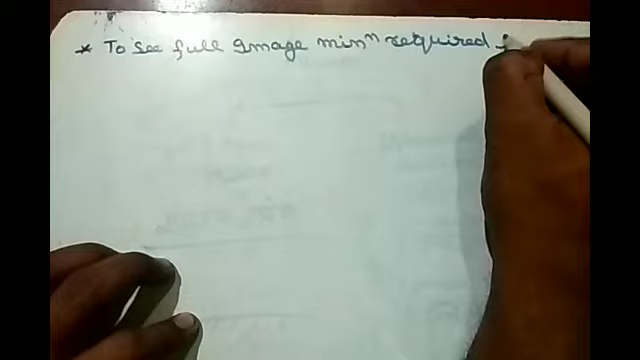 * To see full image minⁿ required